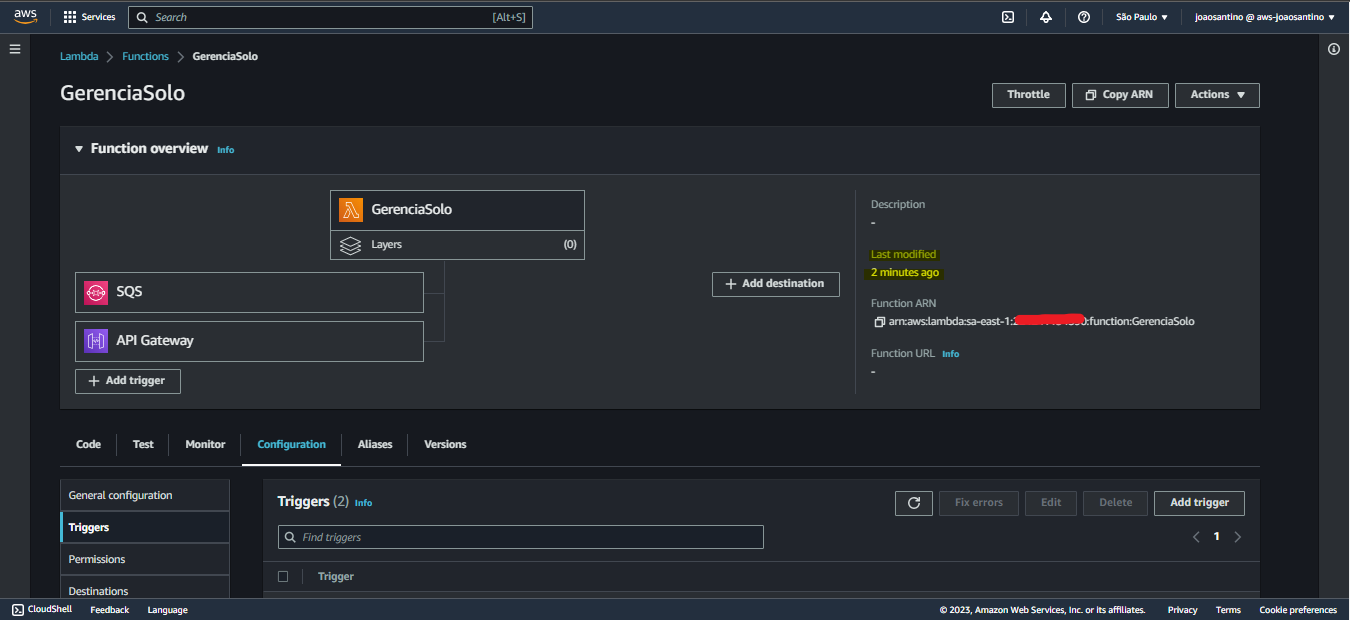 aws Services Search [Alt+S] São Paulo joaosantino @ aws-joaosantino
Lambda Functions GerenciaSolo
GerenciaSolo
Throttle Copy ARN Actions
Function overview Info
GerenciaSolo
Layers (0)
SQS
API Gateway
+ Add trigger
+ Add destination
Description
-
Last modified
2 minutes ago
Function ARN
arn:aws:lambda:sa-east-1: :function:GerenciaSolo
Function URL Info
-
Code Test Monitor Configuration Aliases Versions
General configuration
Triggers
Permissions
Destinations
Triggers (2) Info
Fix errors Edit Delete Add trigger
Find triggers
1
Trigger
CloudShell Feedback Language © 2023, Amazon Web Services, Inc. or its affiliates. Privacy Terms Cookie preferences